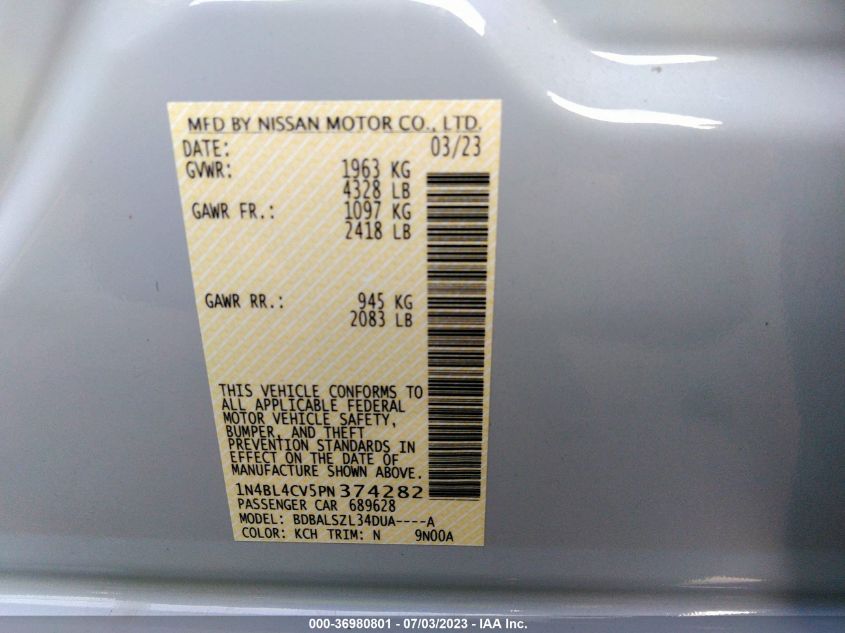 MFD BY NISSAN MOTOR CO., LTD.
DATE: 03/23
GVWR: 1963 KG
4328 LB
GAWR FR.: 1097 KG
2418 LB
GAWR RR.: 945 KG
2083 LB
THIS VEHICLE CONFORMS TO
ALL APPLICABLE FEDERAL
MOTOR VEHICLE SAFETY,
BUMPER, AND THEFT
PREVENTION STANDARDS IN
EFFECT ON THE DATE OF
MANUFACTURE SHOWN ABOVE.
1N4BL4CV5PN374282
PASSENGER CAR 689628
MODEL: BDBALSZL34DUA----A
COLOR: KCH TRIM: N 9N00A
000-36980801 - 07/03/2023 - IAA Inc.